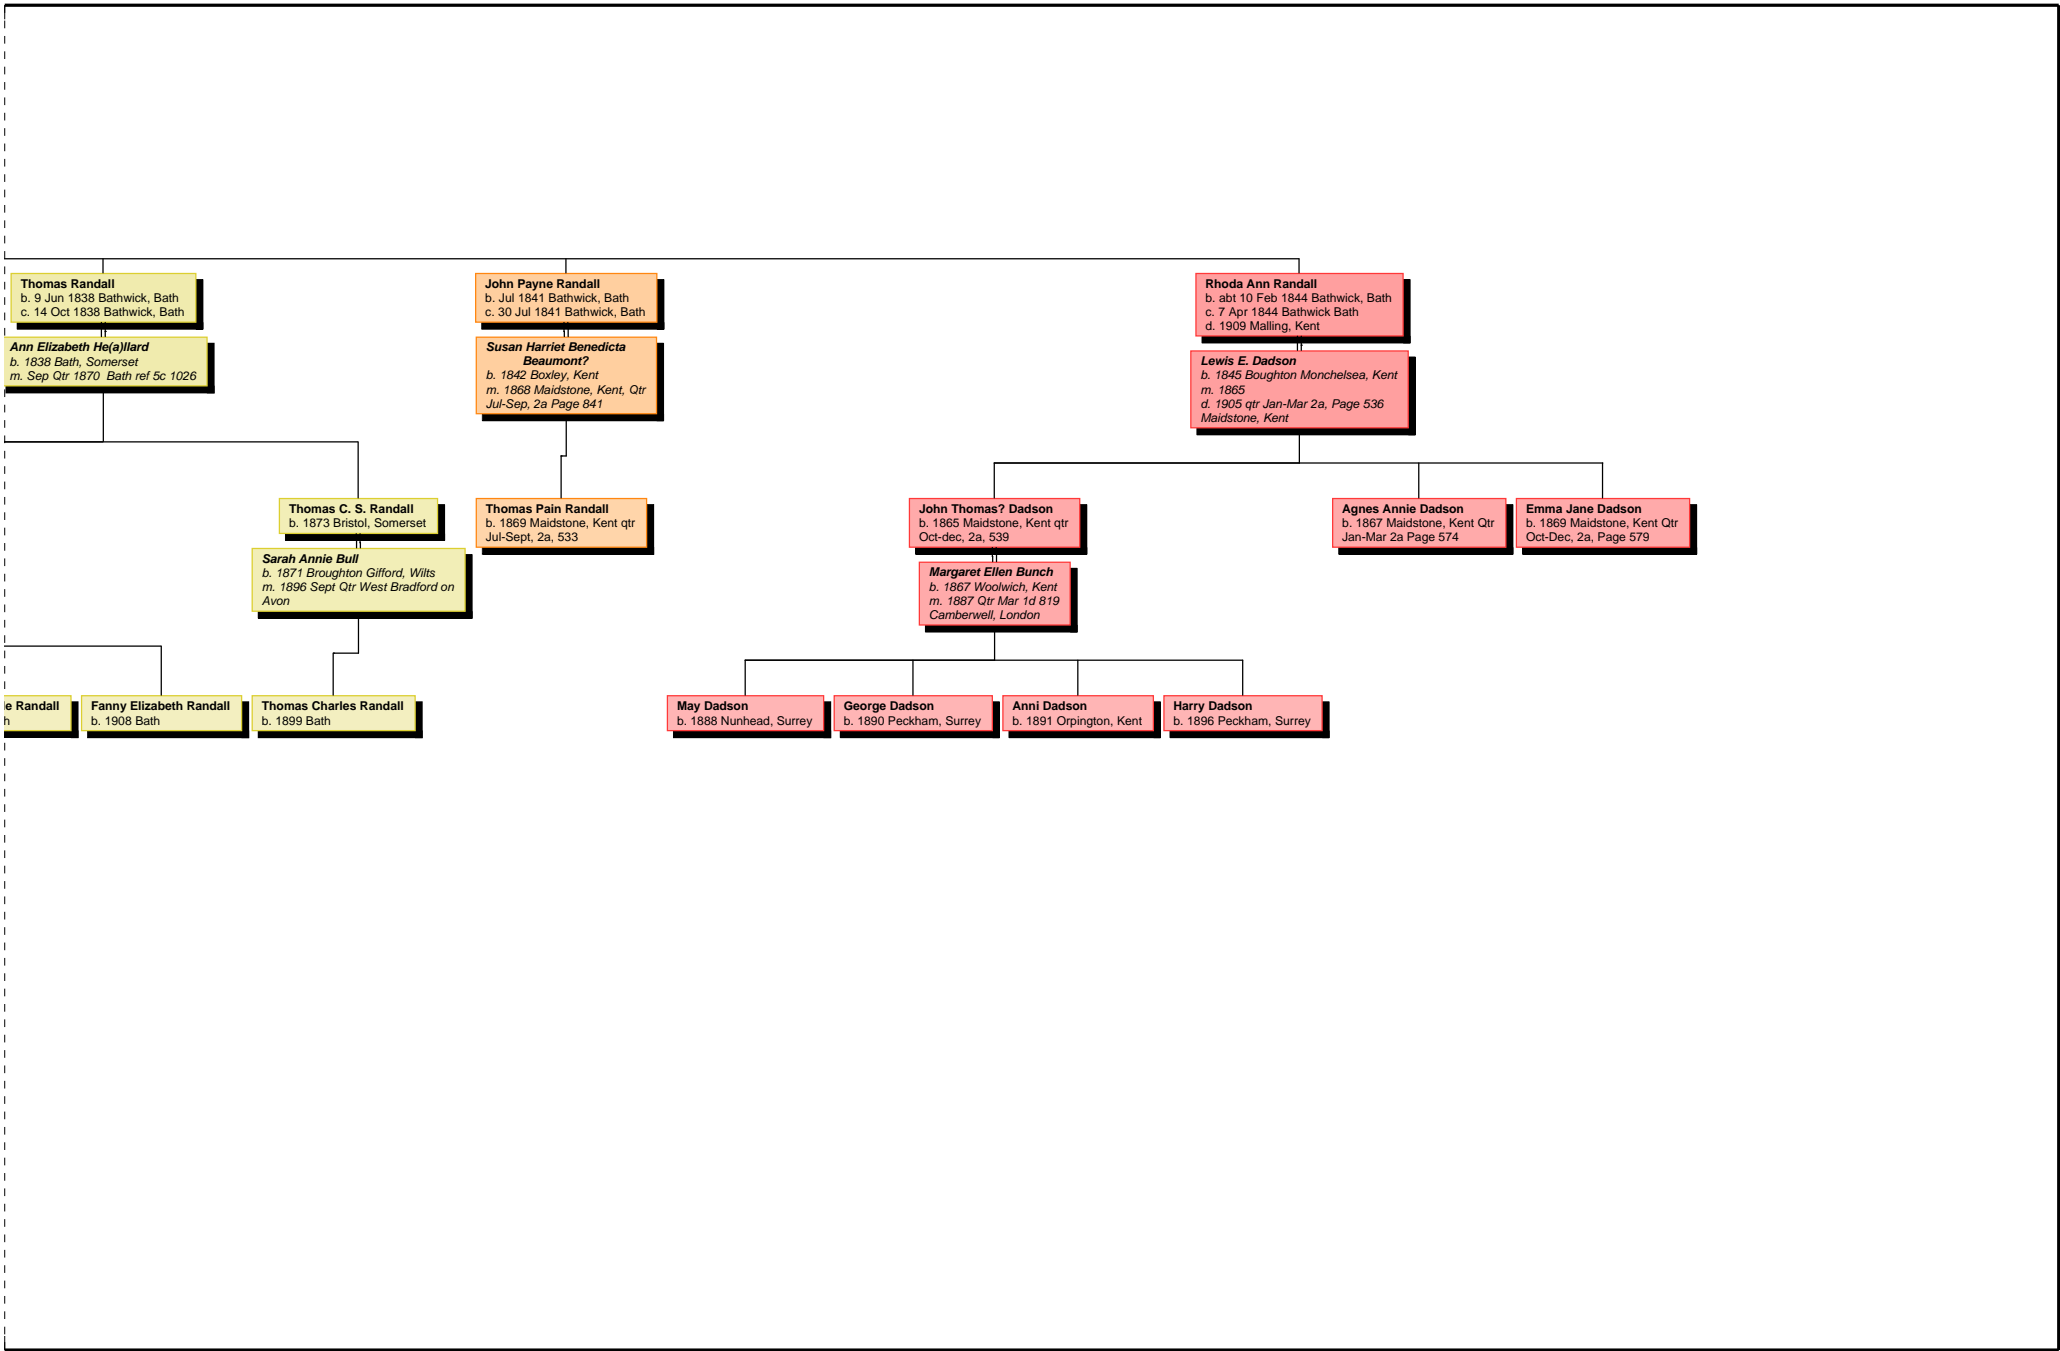 Thomas Randall
b. 9 Jun 1838 Bathwick, Bath
c. 14 Oct 1838 Bathwick, Bath
Ann Elizabeth He(a)llard
b. 1838 Bath, Somerset
m. Sep Qtr 1870  Bath ref 5c 1026
John Payne Randall
b. Jul 1841 Bathwick, Bath
c. 30 Jul 1841 Bathwick, Bath
Susan Harriet Benedicta
Beaumont?
b. 1842 Boxley, Kent
m. 1868 Maidstone, Kent, Qtr
Jul-Sep, 2a Page 841
Rhoda Ann Randall
b. abt 10 Feb 1844 Bathwick, Bath
c. 7 Apr 1844 Bathwick Bath
d. 1909 Malling, Kent
Lewis E. Dadson
b. 1845 Boughton Monchelsea, Kent
m. 1865
d. 1905 qtr Jan-Mar 2a, Page 536
Maidstone, Kent
Thomas C. S. Randall
b. 1873 Bristol, Somerset
Sarah Annie Bull
b. 1871 Broughton Gifford, Wilts
m. 1896 Sept Qtr West Bradford on
Avon
Thomas Pain Randall
b. 1869 Maidstone, Kent qtr
Jul-Sept, 2a, 533
John Thomas? Dadson
b. 1865 Maidstone, Kent qtr
Oct-dec, 2a, 539
Margaret Ellen Bunch
b. 1867 Woolwich, Kent
m. 1887 Qtr Mar 1d 819
Camberwell, London
Agnes Annie Dadson
b. 1867 Maidstone, Kent Qtr
Jan-Mar 2a Page 574
Emma Jane Dadson
b. 1869 Maidstone, Kent Qtr
Oct-Dec, 2a, Page 579
e Randall
h
Fanny Elizabeth Randall
b. 1908 Bath
Thomas Charles Randall
b. 1899 Bath
May Dadson
b. 1888 Nunhead, Surrey
George Dadson
b. 1890 Peckham, Surrey
Anni Dadson
b. 1891 Orpington, Kent
Harry Dadson
b. 1896 Peckham, Surrey